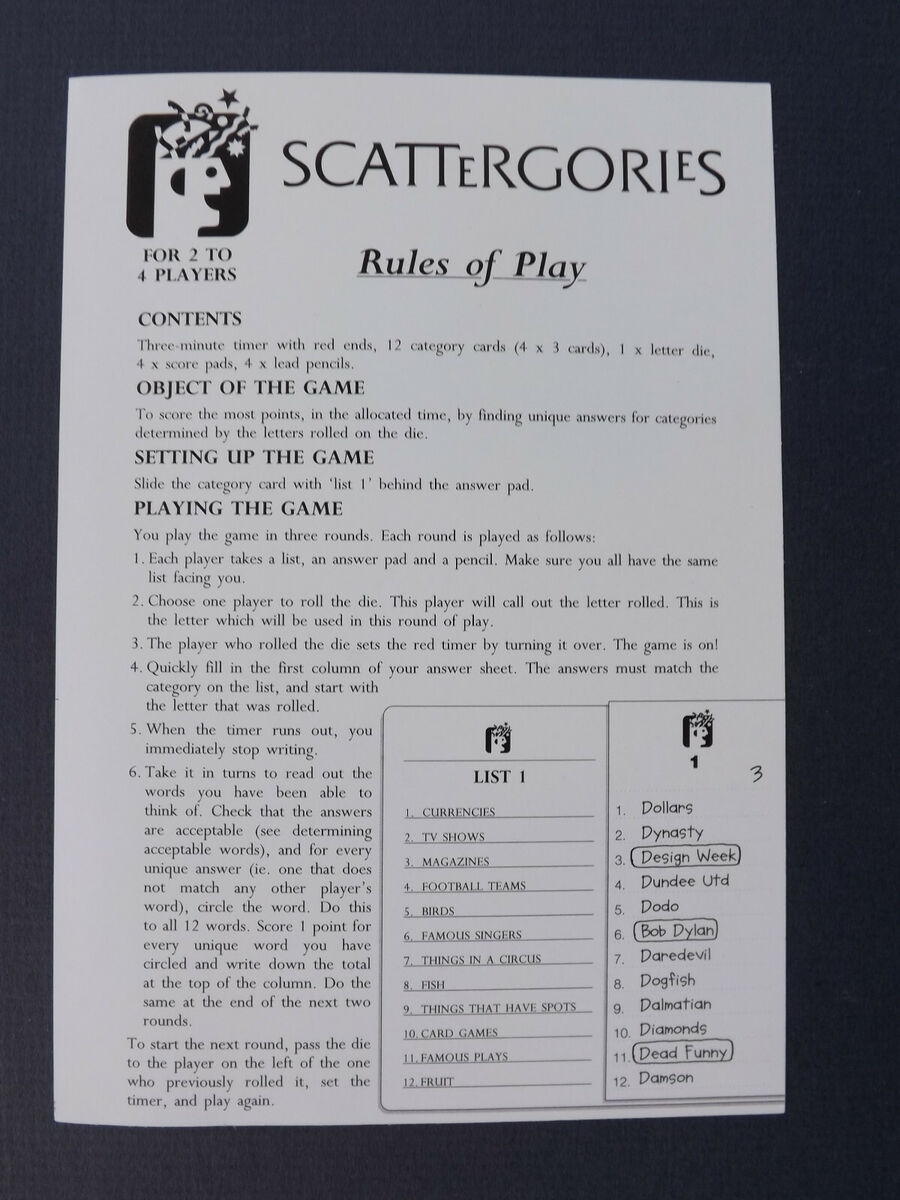 SCATTERGORIES
FOR 2 TO
4 PLAYERS
Rules of Play
CONTENTS
Three-minute timer with red ends, 12 category cards (4 x 3 cards), 1 x letter die,
4 x score pads, 4 x lead pencils.
OBJECT OF THE GAME
To score the most points, in the allocated time, by finding unique answers for categories
determined by the letters rolled on the die.
SETTING UP THE GAME
Slide the category card with 'list 1' behind the answer pad.
PLAYING THE GAME
You play the game in three rounds. Each round is played as follows:
1. Each player takes a list, an answer pad and a pencil. Make sure you all have the same
list facing you.
2. Choose one player to roll the die. This player will call out the letter rolled. This is
the letter which will be used in this round of play.
3. The player who rolled the die sets the red timer by turning it over. The game is on!
4. Quickly fill in the first column of your answer sheet. The answers must match the
category on the list, and start with
the letter that was rolled.
5. When the timer runs out, you
immediately stop writing.
6. Take it in turns to read out the
words you have been able to
think of. Check that the answers
are acceptable (see determining
acceptable words), and for every
unique answer (ie. one that does
not match any other player's
word), circle the word. Do this
to all 12 words. Score 1 point for
every unique word you have
circled and write down the total
at the top of the column. Do the
same at the end of the next two
rounds.
To start the next round, pass the die
to the player on the left of the one
who previously rolled it, set the
timer, and play again.
LIST 1
1. CURRENCIES
2. TV SHOWS
3. MAGAZINES
4. FOOTBALL TEAMS
5. BIRDS
6. FAMOUS SINGERS
7. THINGS IN A CIRCUS
8. FISH
9. THINGS THAT HAVE SPOTS
10. CARD GAMES
11. FAMOUS PLAYS
12. FRUIT
1
3
1. Dollars
2. Dynasty
3. Design Week
4. Dundee Utd
5. Dodo
6. Bob Dylan
7. Daredevil
8. Dogfish
9. Dalmatian
10. Diamonds
11. Dead Funny
12. Damson